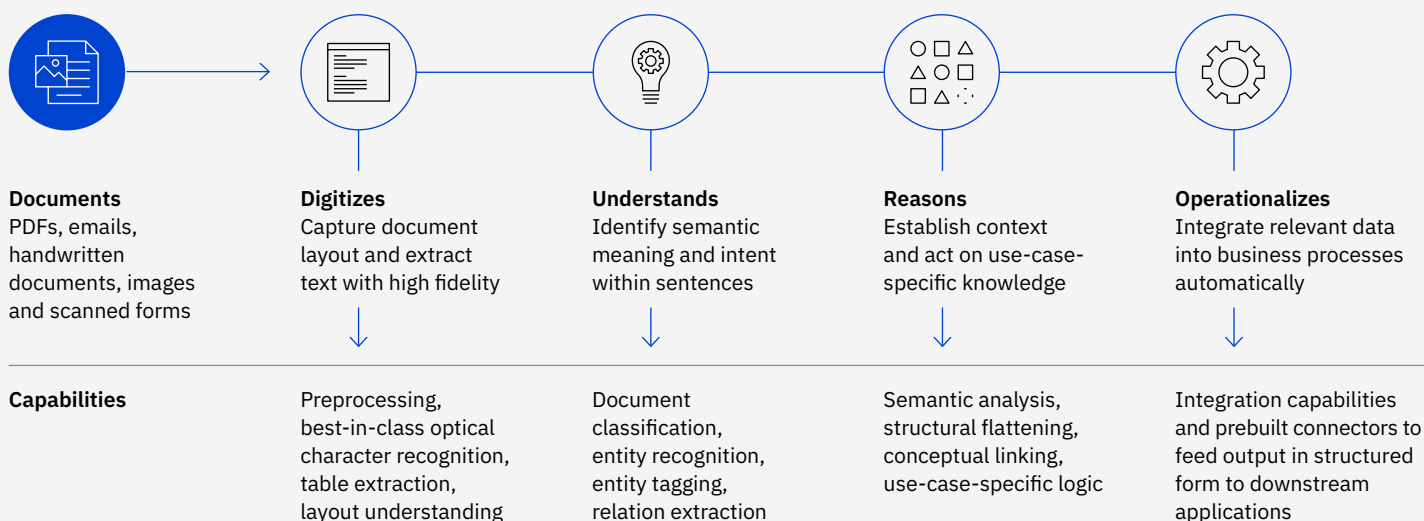 Documents
PDFs, emails,
handwritten
documents, images
and scanned forms
Digitizes
Capture document
layout and extract
text with high fidelity
Understands
Identify semantic
meaning and intent
within sentences
Reasons
Establish context
and act on use-case-
specific knowledge
Operationalizes
Integrate relevant data
into business processes
automatically
Capabilities
Preprocessing,
best-in-class optical
character recognition,
table extraction,
layout understanding
Document
classification,
entity recognition,
entity tagging,
relation extraction
Semantic analysis,
structural flattening,
conceptual linking,
use-case-specific logic
Integration capabilities
and prebuilt connectors to
feed output in structured
form to downstream
applications